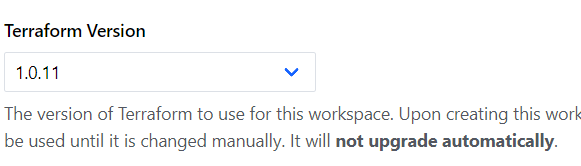 Terraform Version
1.0.11
The version of Terraform to use for this workspace. Upon creating this work
be used until it is changed manually. It will not upgrade automatically.